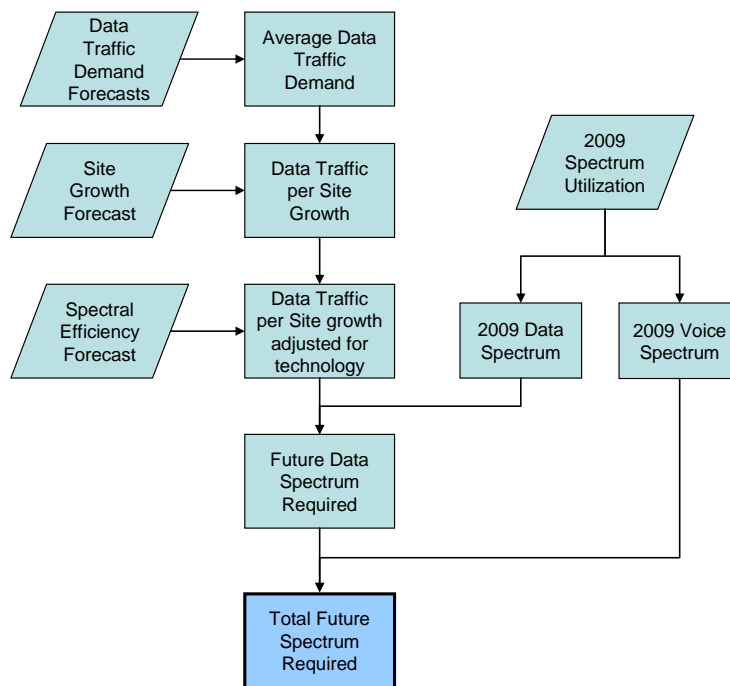 Data
Traffic
Demand
Forecasts
Average Data
Traffic
Demand
Site
Growth
Forecast
Data Traffic
per Site
Growth
2009
Spectrum
Utilization
Spectral
Efficiency
Forecast
Data Traffic
per Site growth
adjusted for
technology
2009 Data
Spectrum
2009 Voice
Spectrum
Future Data
Spectrum
Required
Total Future
Spectrum
Required